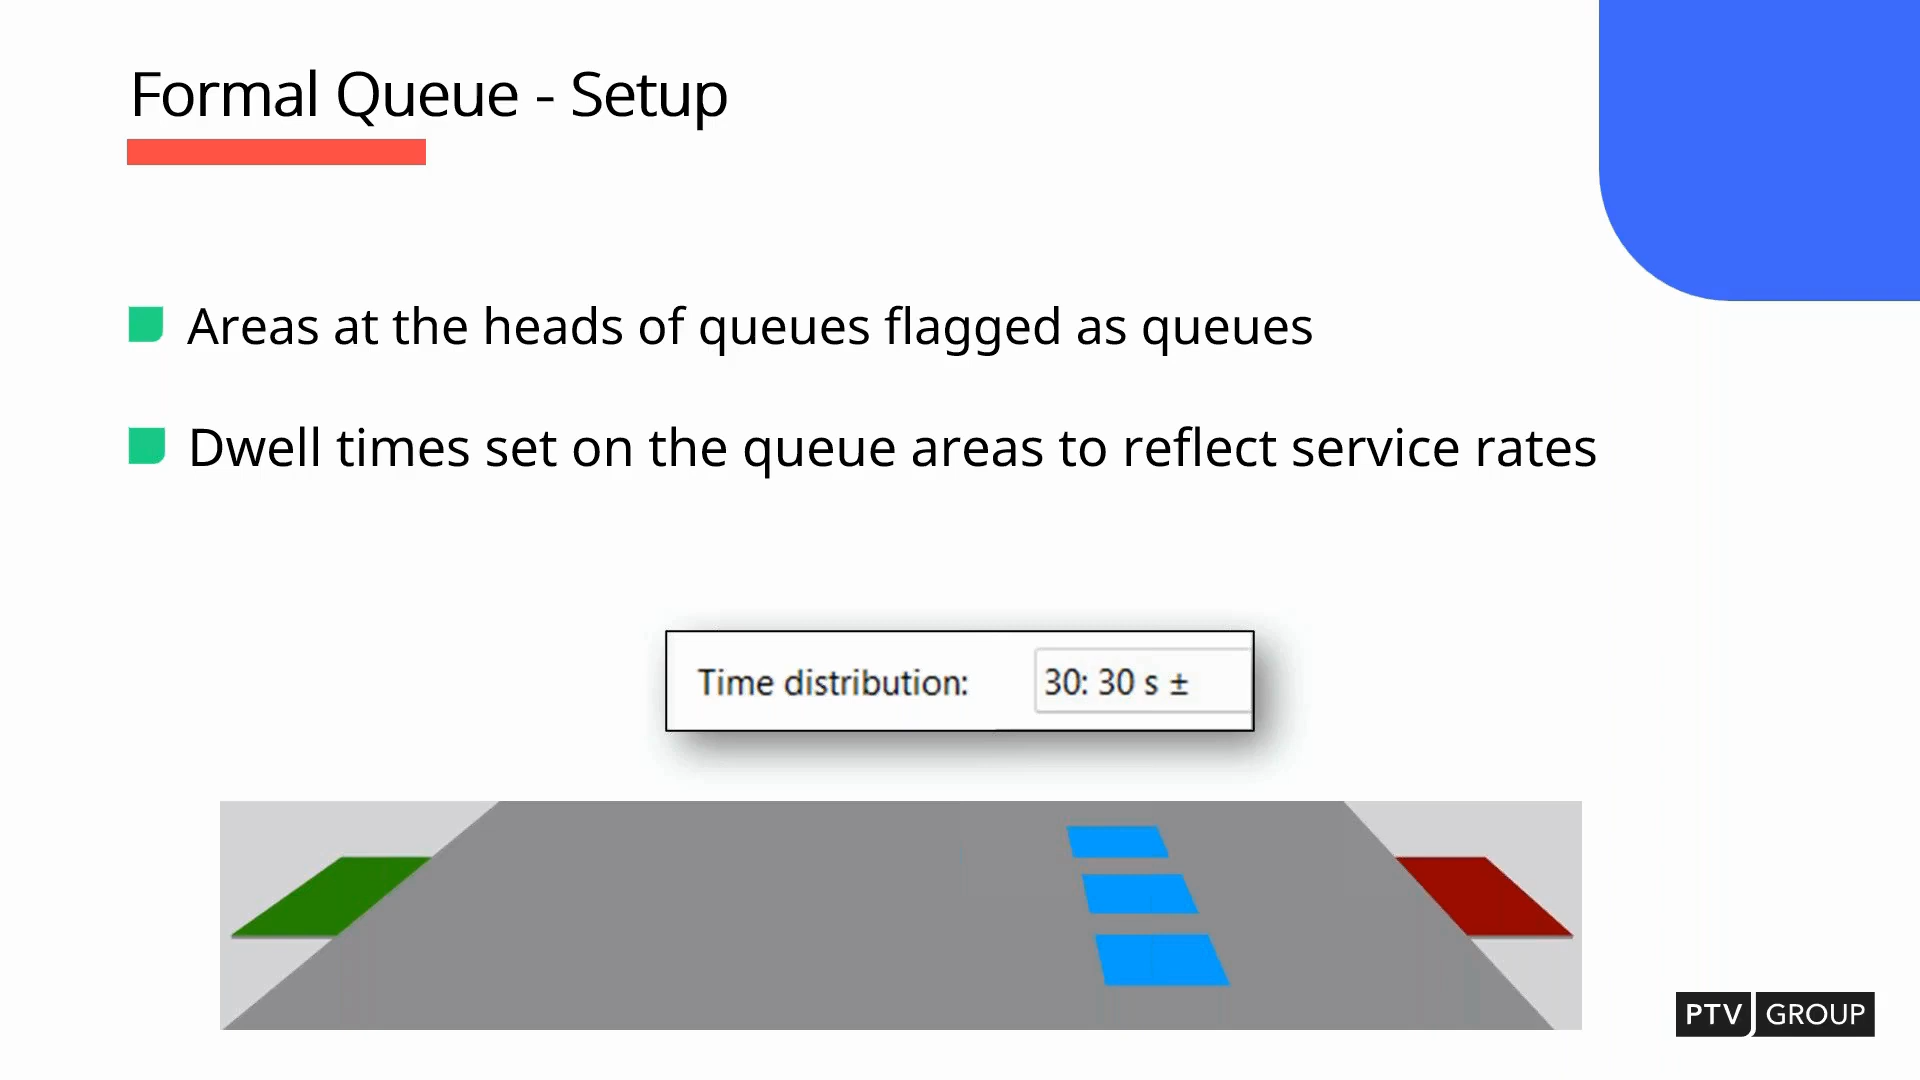 Formal Queue - Setup
Areas at the heads of queues flagged as queues
Dwell times set on the queue areas to reflect service rates
Time distribution: 30: 30 s ±
PTV GROUP